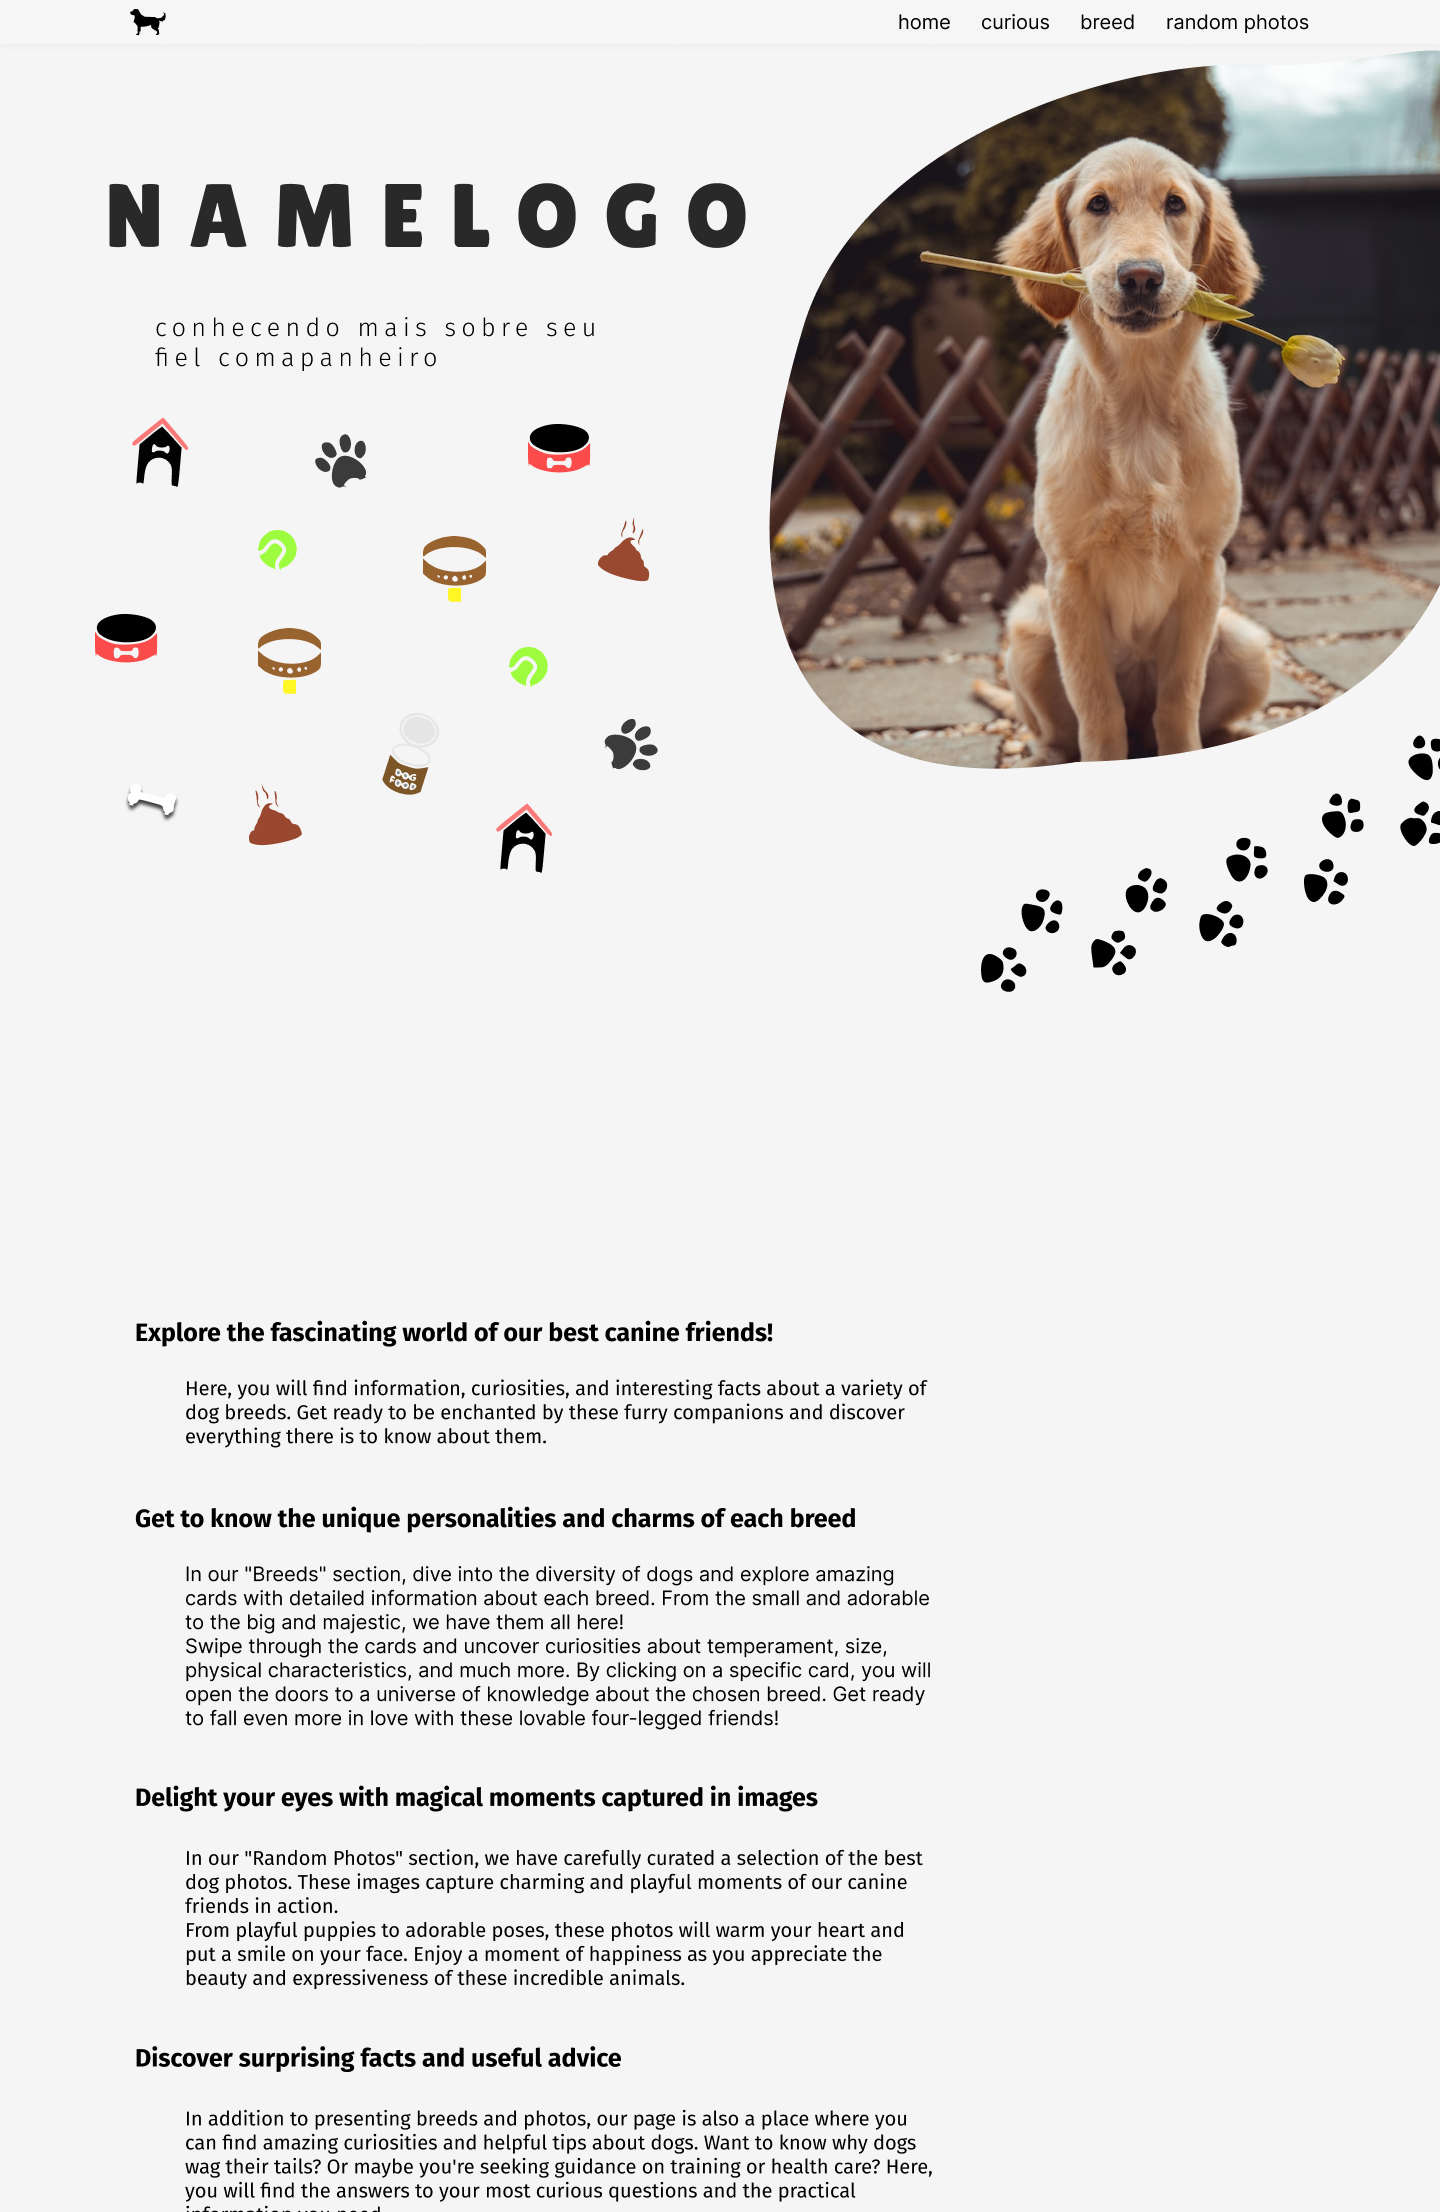 home curious breed random photos
NAMELOGO
conhecendo mais sobre seu
fiel comapanheiro
DOG
FOOD
Explore the fascinating world of our best canine friends!
Here, you will find information, curiosities, and interesting facts about a variety of
dog breeds. Get ready to be enchanted by these furry companions and discover
everything there is to know about them.
Get to know the unique personalities and charms of each breed
In our "Breeds" section, dive into the diversity of dogs and explore amazing
cards with detailed information about each breed. From the small and adorable
to the big and majestic, we have them all here!
Swipe through the cards and uncover curiosities about temperament, size,
physical characteristics, and much more. By clicking on a specific card, you will
open the doors to a universe of knowledge about the chosen breed. Get ready
to fall even more in love with these lovable four-legged friends!
Delight your eyes with magical moments captured in images
In our "Random Photos" section, we have carefully curated a selection of the best
dog photos. These images capture charming and playful moments of our canine
friends in action.
From playful puppies to adorable poses, these photos will warm your heart and
put a smile on your face. Enjoy a moment of happiness as you appreciate the
beauty and expressiveness of these incredible animals.
Discover surprising facts and useful advice
In addition to presenting breeds and photos, our page is also a place where you
can find amazing curiosities and helpful tips about dogs. Want to know why dogs
wag their tails? Or maybe you're seeking guidance on training or health care? Here,
you will find the answers to your most curious questions and the practical